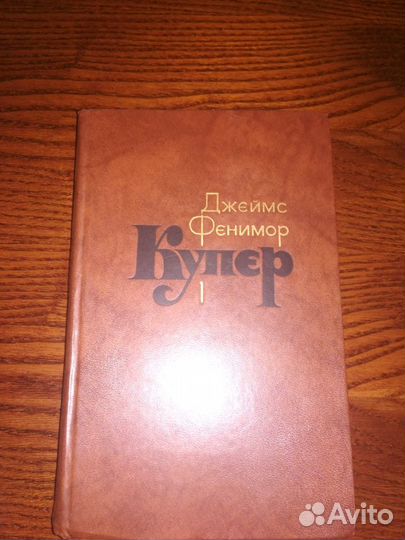 Джеймс
Фенимор
Купер
1
Avito